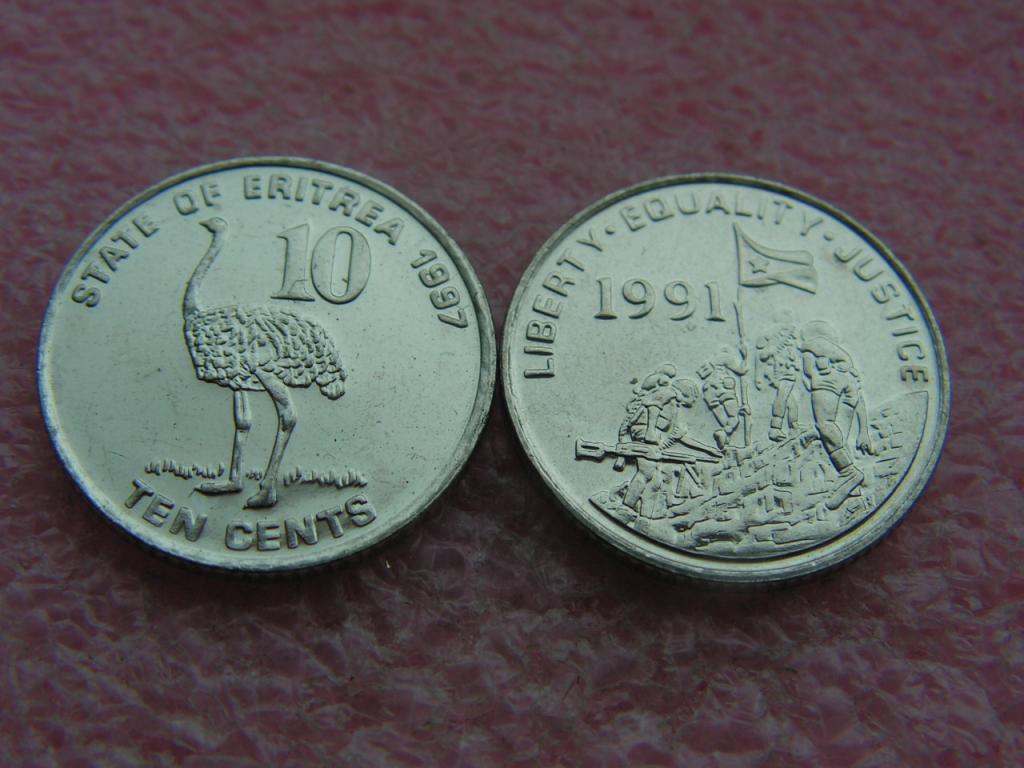 STATE OF ERITREA 1997
10
TEN CENTS
LIBERTY · EQUALITY · JUSTICE
1991